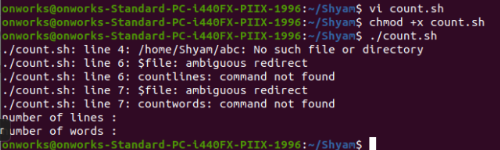 onworks@onworks-Standard-PC-i440FX-PIIX-1996:~/Shyam$ vi count.sh
onworks@onworks-Standard-PC-i440FX-PIIX-1996:~/Shyam$ chmod +x count.sh
onworks@onworks-Standard-PC-i440FX-PIIX-1996:~/Shyam$ ./count.sh
./count.sh: line 4: /home/Shyam/abc: No such file or directory
./count.sh: line 6: $file: ambiguous redirect
./count.sh: line 6: countlines: command not found
./count.sh: line 7: $file: ambiguous redirect
./count.sh: line 7: countwords: command not found
number of lines :
number of words :
onworks@onworks-Standard-PC-i440FX-PIIX-1996:~/Shyam$